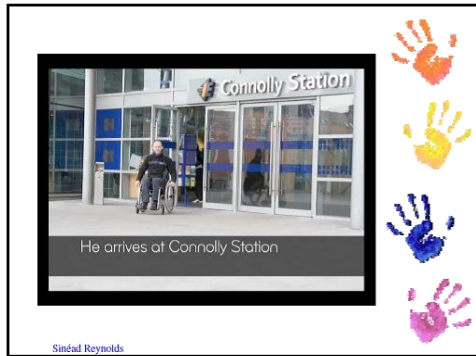 Connolly Station
He arrives at Connolly Station
Sinéad Reynolds